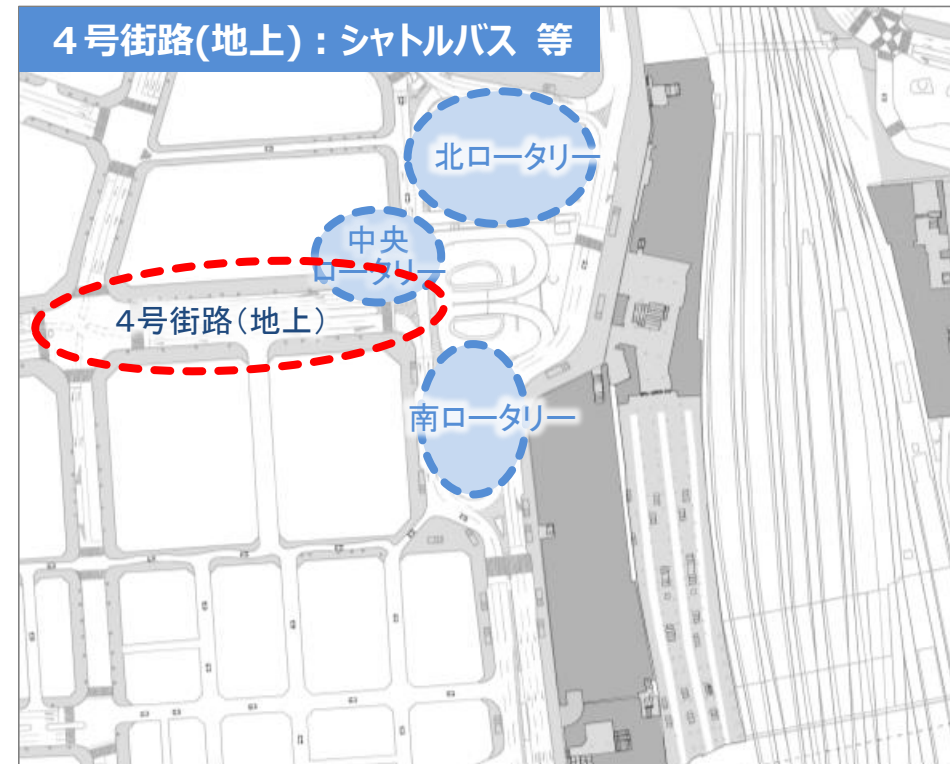 ４号街路(地上)：シャトルバス 等
北ロータリー
中央
ロータリー
４号街路（地上）
南ロータリー